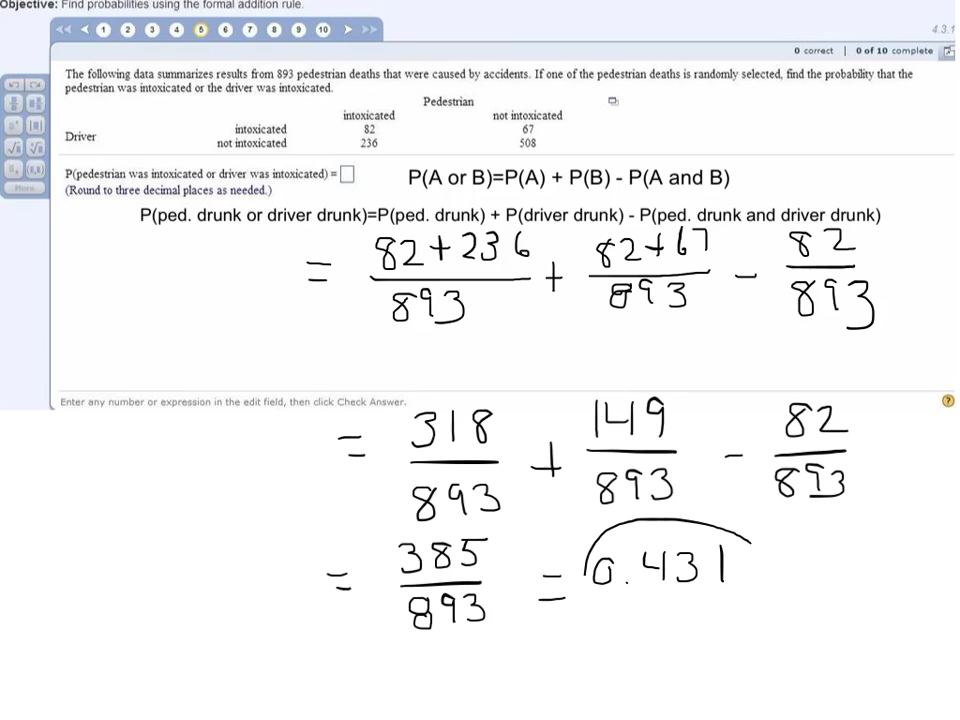 Objective: Find probabilities using the formal addition rule.
1 2 3 4 5 6 7 8 9 10
4.3.1
0 correct | 0 of 10 complete
The following data summarizes results from 893 pedestrian deaths that were caused by accidents. If one of the pedestrian deaths is randomly selected, find the probability that the
pedestrian was intoxicated or the driver was intoxicated.
Pedestrian
intoxicated not intoxicated
Driver
intoxicated 82 67
not intoxicated 236 508
P(pedestrian was intoxicated or driver was intoxicated) =
P(A or B)=P(A) + P(B) - P(A and B)
(Round to three decimal places as needed.)
P(ped. drunk or driver drunk)=P(ped. drunk) + P(driver drunk) - P(ped. drunk and driver drunk)
= 82+236/893 + 82+67/893 - 82/893
Enter any number or expression in the edit field, then click Check Answer.
= 318/893 + 149/893 - 82/893
= 385/893 = 0.431
More
?